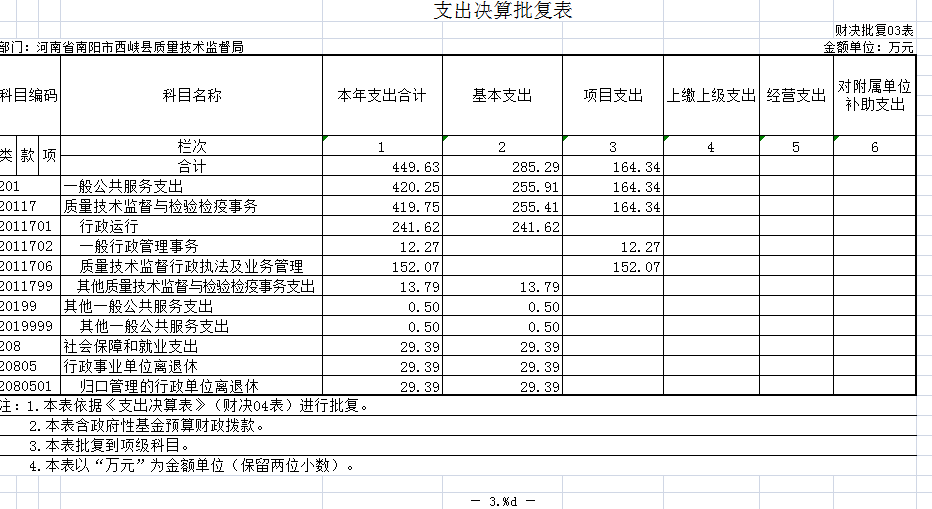 支出决算批复表
财决批复03表
部门：河南省南阳市西峡县质量技术监督局 金额单位：万元
科目编码 科目名称 本年支出合计 基本支出 项目支出 上缴上级支出 经营支出 对附属单位补助支出
类 款 项 栏次 1 2 3 4 5 6
合计 449.63 285.29 164.34
201 一般公共服务支出 420.25 255.91 164.34
20117 质量技术监督与检验检疫事务 419.75 255.41 164.34
2011701 行政运行 241.62 241.62
2011702 一般行政管理事务 12.27 12.27
2011706 质量技术监督行政执法及业务管理 152.07 152.07
2011799 其他质量技术监督与检验检疫事务支出 13.79 13.79
20199 其他一般公共服务支出 0.50 0.50
2019999 其他一般公共服务支出 0.50 0.50
208 社会保障和就业支出 29.39 29.39
20805 行政事业单位离退休 29.39 29.39
2080501 归口管理的行政单位离退休 29.39 29.39
注：1.本表依据《支出决算表》（财决04表）进行批复。
2.本表含政府性基金预算财政拨款。
3.本表批复到项级科目。
4.本表以“万元”为金额单位（保留两位小数）。
— 3.%d —